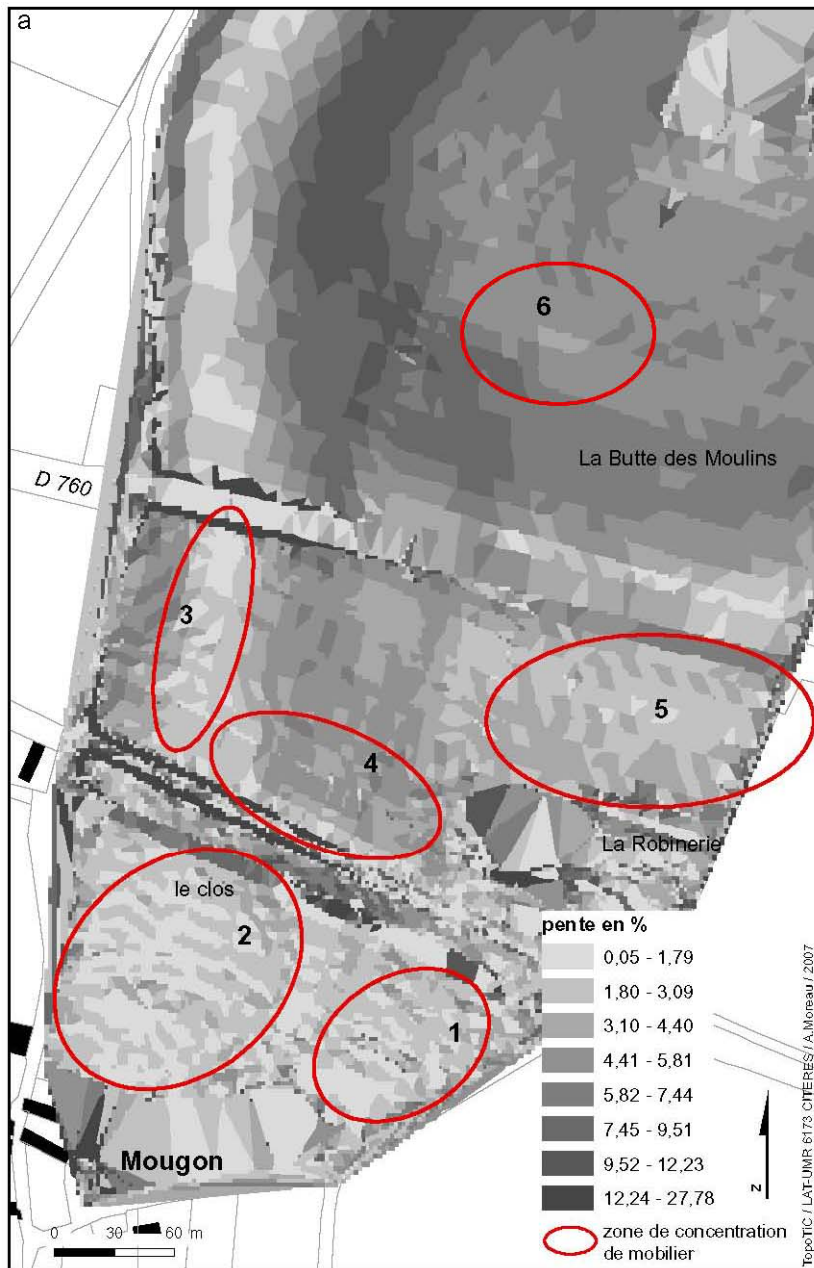 a
6
La Butte des Moulins
D 760
3
5
4
La Robinerie
le clos
2
1
Mougon
0 30 60 m
pente en %
0,05 - 1,79
1,80 - 3,09
3,10 - 4,40
4,41 - 5,81
5,82 - 7,44
7,45 - 9,51
9,52 - 12,23
12,24 - 27,78
zone de concentration
de mobilier
N
TopoTIC / LAT-UMR 6173 CITERES / A.Moreau / 2007